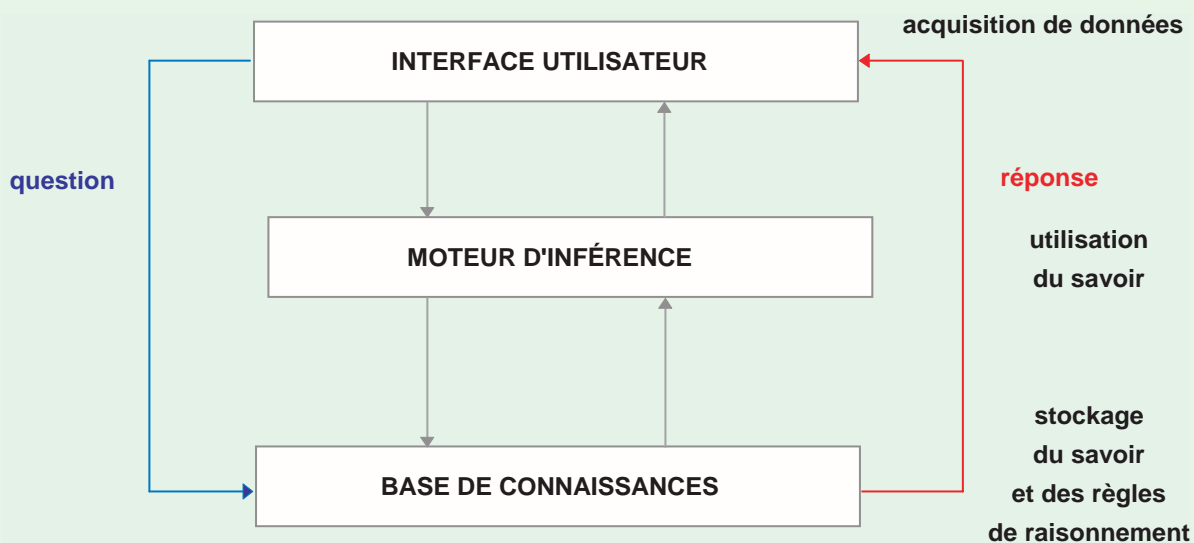 acquisition de données
INTERFACE UTILISATEUR
question
réponse
utilisation
du savoir
MOTEUR D'INFÉRENCE
stockage
du savoir
et des règles
de raisonnement
BASE DE CONNAISSANCES